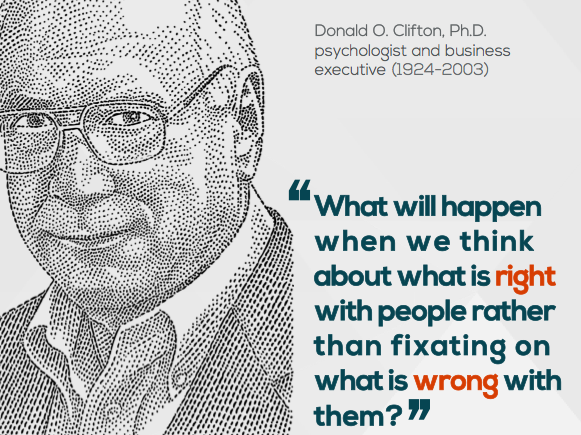 Donald O. Clifton, Ph.D.
psychologist and business
executive (1924-2003)
“What will happen
when we think
about what is right
with people rather
than fixating on
what is wrong with
them?”